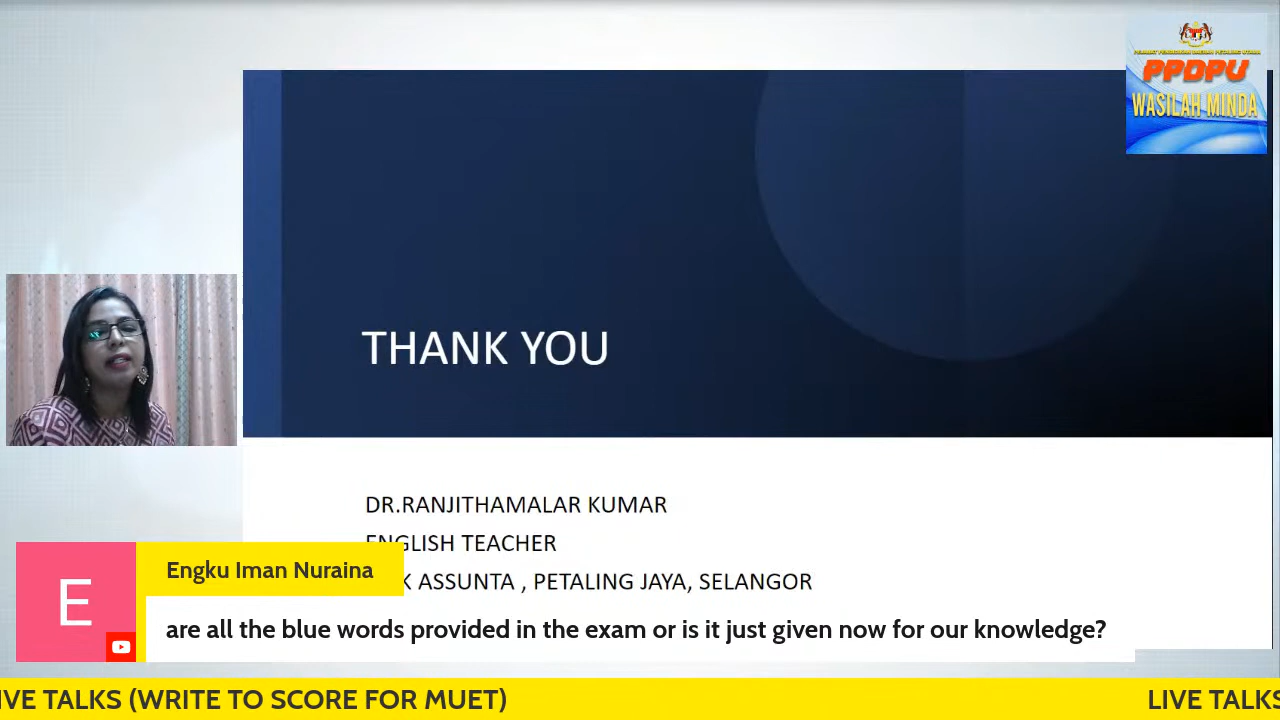 PPDPU
WASILAH MINDA
THANK YOU
DR.RANJITHAMALAR KUMAR
ENGLISH TEACHER
ASSUNTA , PETALING JAYA, SELANGOR
E
Engku Iman Nuraina
are all the blue words provided in the exam or is it just given now for our knowledge?
IVE TALKS (WRITE TO SCORE FOR MUET)
LIVE TALKS